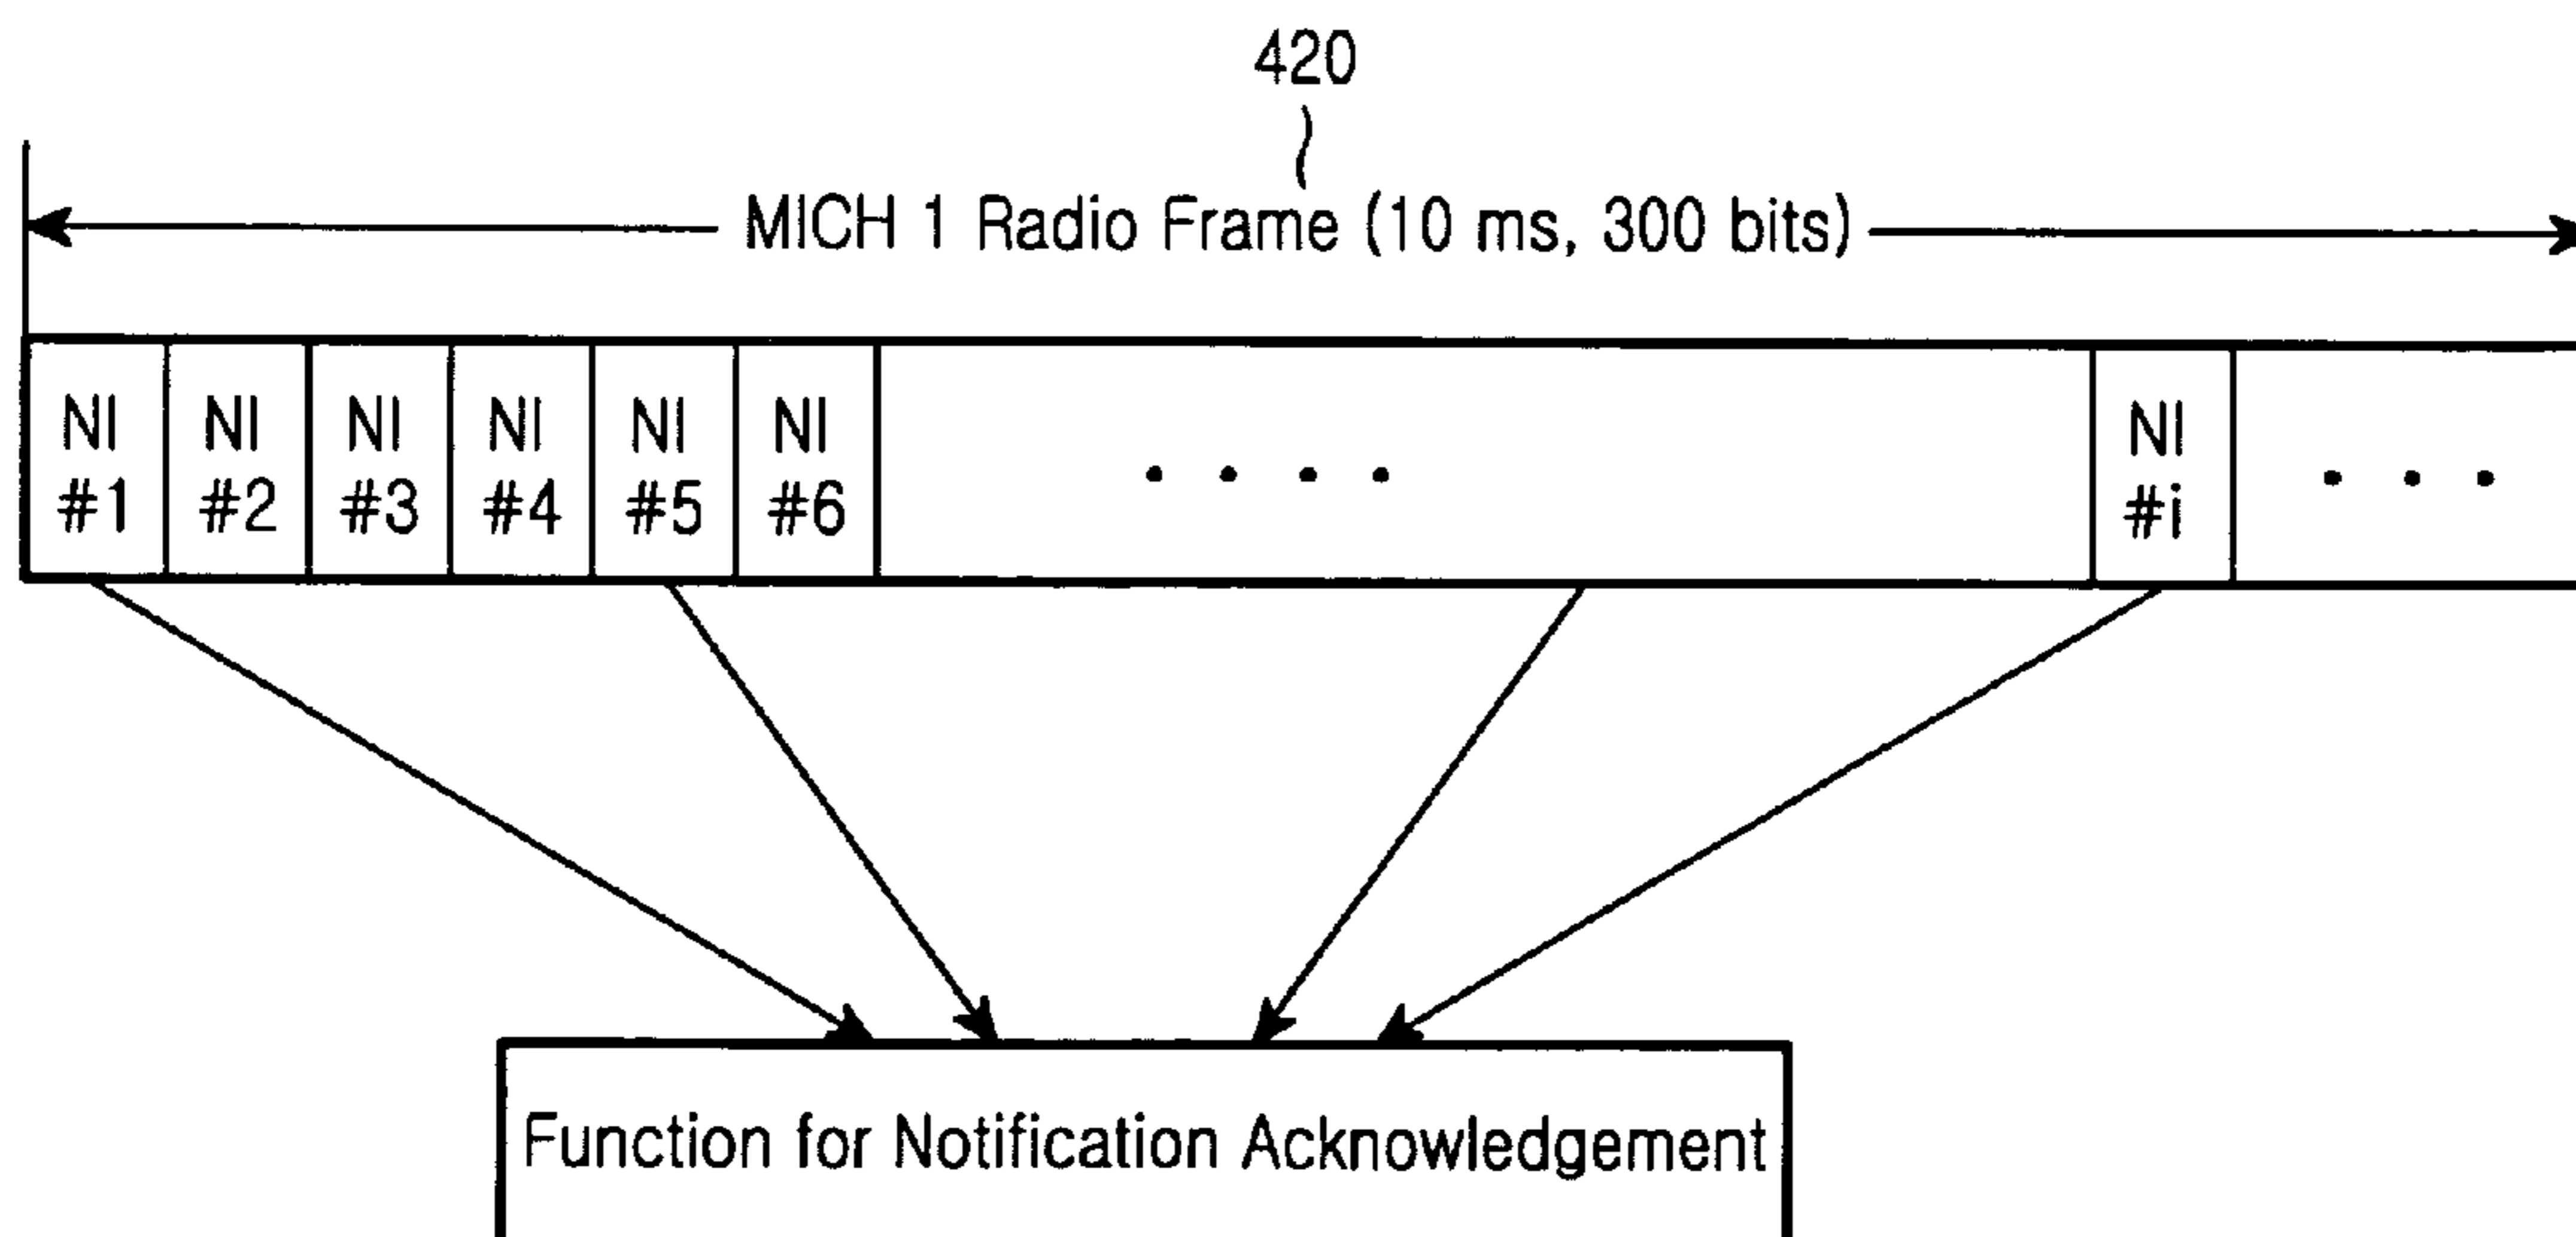 420
MICH 1 Radio Frame (10 ms, 300 bits)
NI #1
NI #2
NI #3
NI #4
NI #5
NI #6
. . . .
NI #i
. . .
Function for Notification Acknowledgement